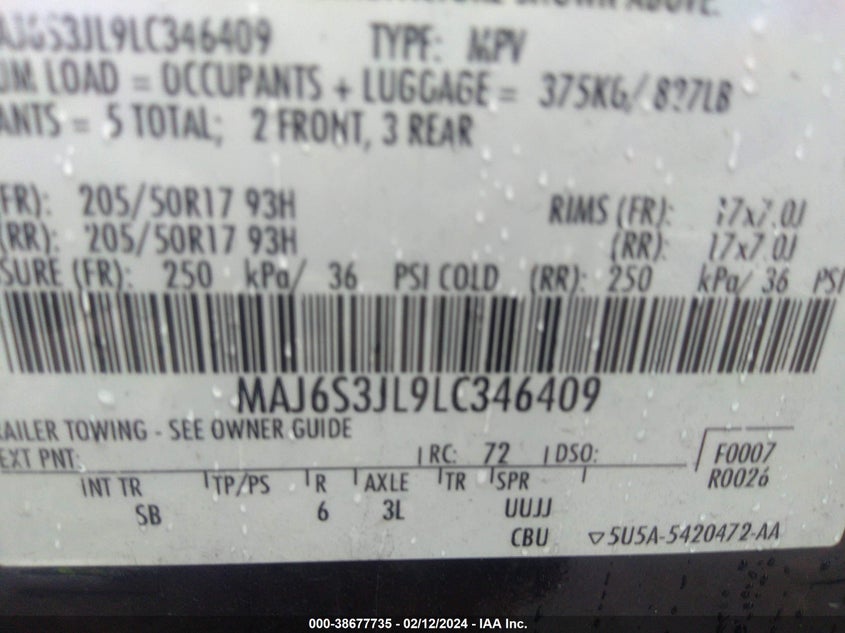 ABOVE.
AJ6S3JL9LC346409 TYPE: MPV
UM LOAD = OCCUPANTS + LUGGAGE = 375KG/ 827LB
ANTS = 5 TOTAL; 2 FRONT, 3 REAR
FR): 205/50R17 93H RIMS (FR): 17x7.0J
(RR): 205/50R17 93H (RR): 17x7.0J
SURE (FR): 250 kPa/ 36 PSI COLD (RR): 250 kPa/ 36 PSI
MAJ6S3JL9LC346409
AILER TOWING - SEE OWNER GUIDE
EXT PNT: RC: 72 DSO: F0007
R0026
INT TR TP/PS R AXLE TR SPR
SB 6 3L UUJJ
CBU ▽5U5A-5420472-AA
000-38677735 - 02/12/2024 - IAA Inc.